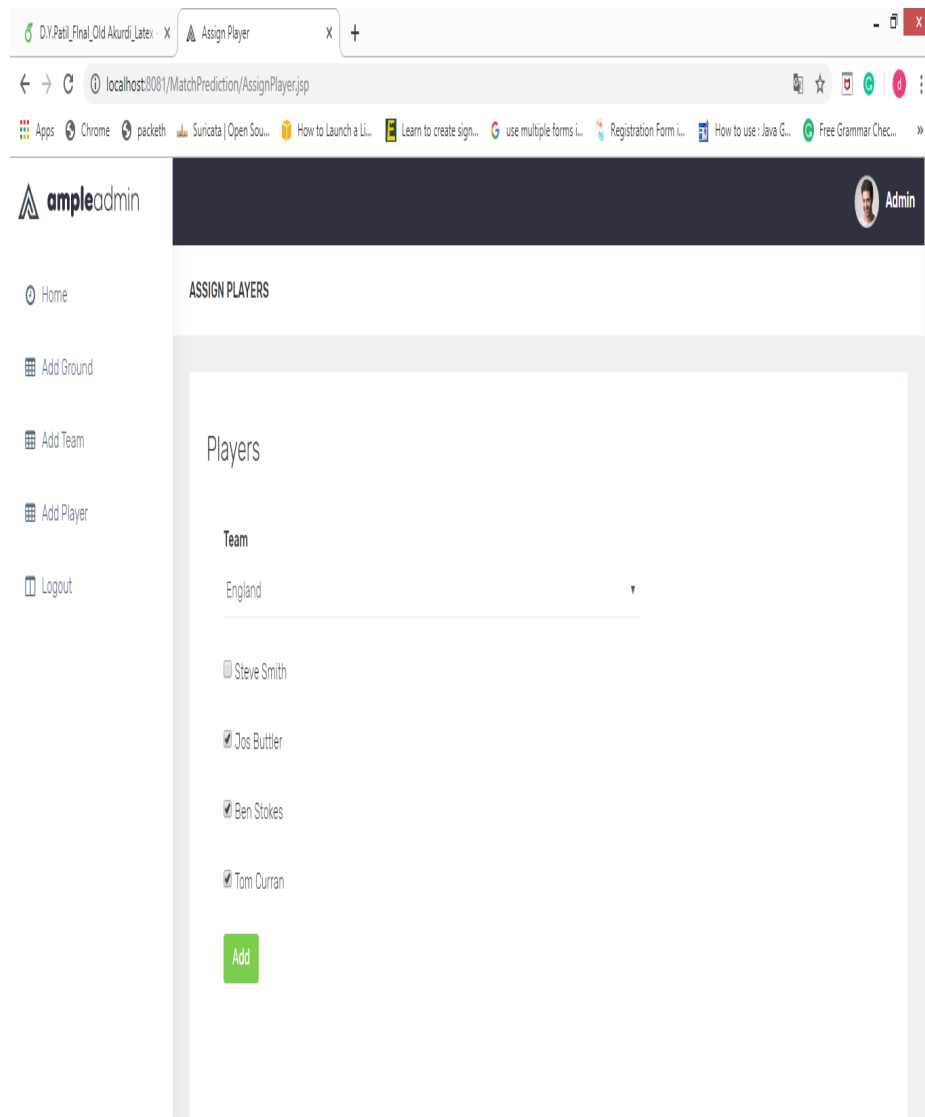 D.Y.Patil_FInal_Old Akurdi_Latex - X Assign Player X +
localhost:8081/MatchPrediction/AssignPlayer.jsp
Apps Chrome packeth Suricata | Open Sou... How to Launch a Li... Learn to create sign... use multiple forms i... Registration Form i... How to use : Java G... Free Grammar Chec... »
ampleadmin
Admin
Home
ASSIGN PLAYERS
Add Ground
Add Team
Players
Add Player
Team
Logout
England
Steve Smith
Jos Buttler
Ben Stokes
Tom Curran
Add